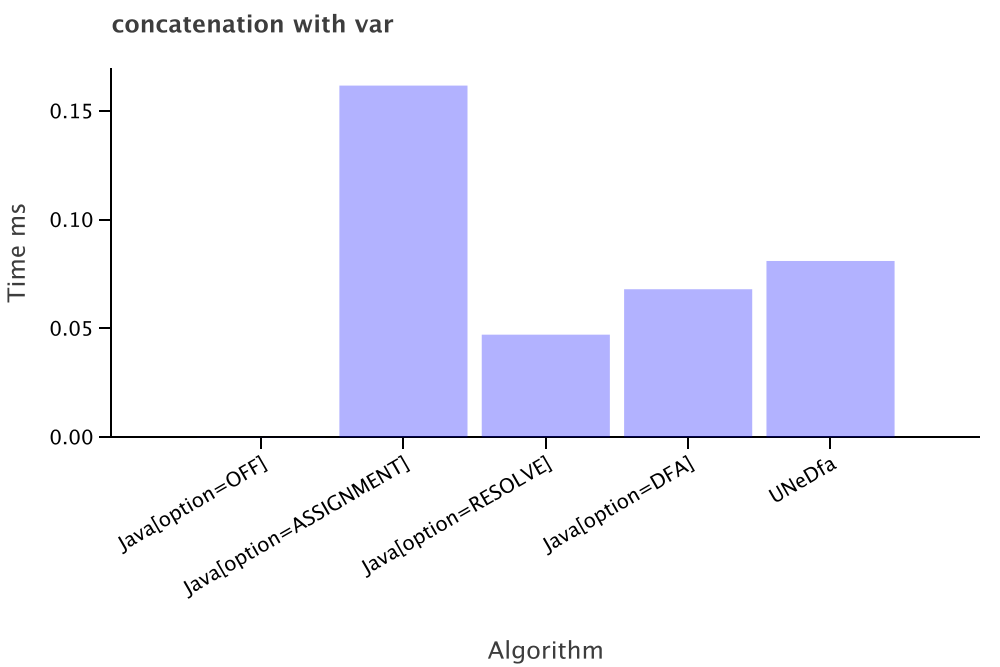 concatenation with var
Time ms
0.15
0.10
0.05
0.00
Java[option=OFF]
Java[option=ASSIGNMENT]
Java[option=RESOLVE]
Java[option=DFA]
UNeDfa
Algorithm